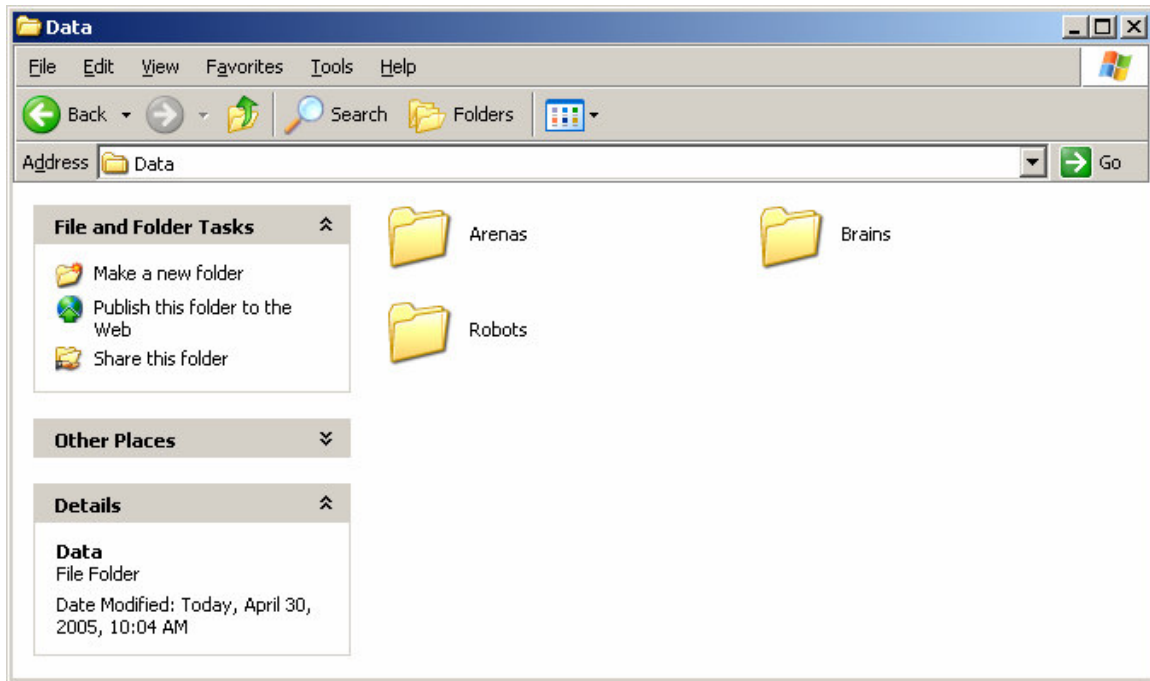 Data
File Edit View Favorites Tools Help
Back Search Folders
Address Data Go
File and Folder Tasks
Make a new folder
Publish this folder to the
Web
Share this folder
Other Places
Details
Data
File Folder
Date Modified: Today, April 30,
2005, 10:04 AM
Arenas Brains
Robots